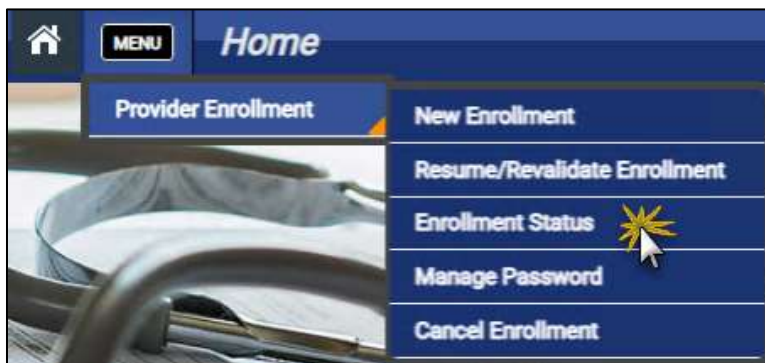 MENU Home
Provider Enrollment
New Enrollment
Resume/Revalidate Enrollment
Enrollment Status
Manage Password
Cancel Enrollment